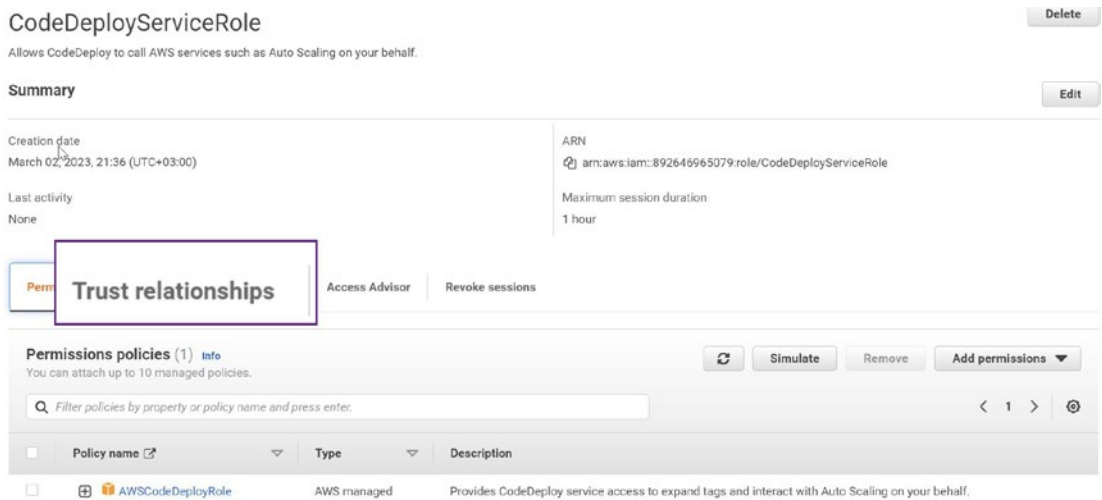 CodeDeployServiceRole
Delete
Allows CodeDeploy to call AWS services such as Auto Scaling on your behalf.
Summary
Edit
Creation date
ARN
March 02, 2023, 21:36 (UTC+03:00)
arn:aws:iam::892646965079:role/CodeDeployServiceRole
Last activity
Maximum session duration
None
1 hour
Perm
Trust relationships
Access Advisor
Revoke sessions
Permissions policies (1) Info
You can attach up to 10 managed policies.
Simulate
Remove
Add permissions
Filter policies by property or policy name and press enter.
1
Policy name
Type
Description
AWSCodeDeployRole
AWS managed
Provides CodeDeploy service access to expand tags and interact with Auto Scaling on your behalf.